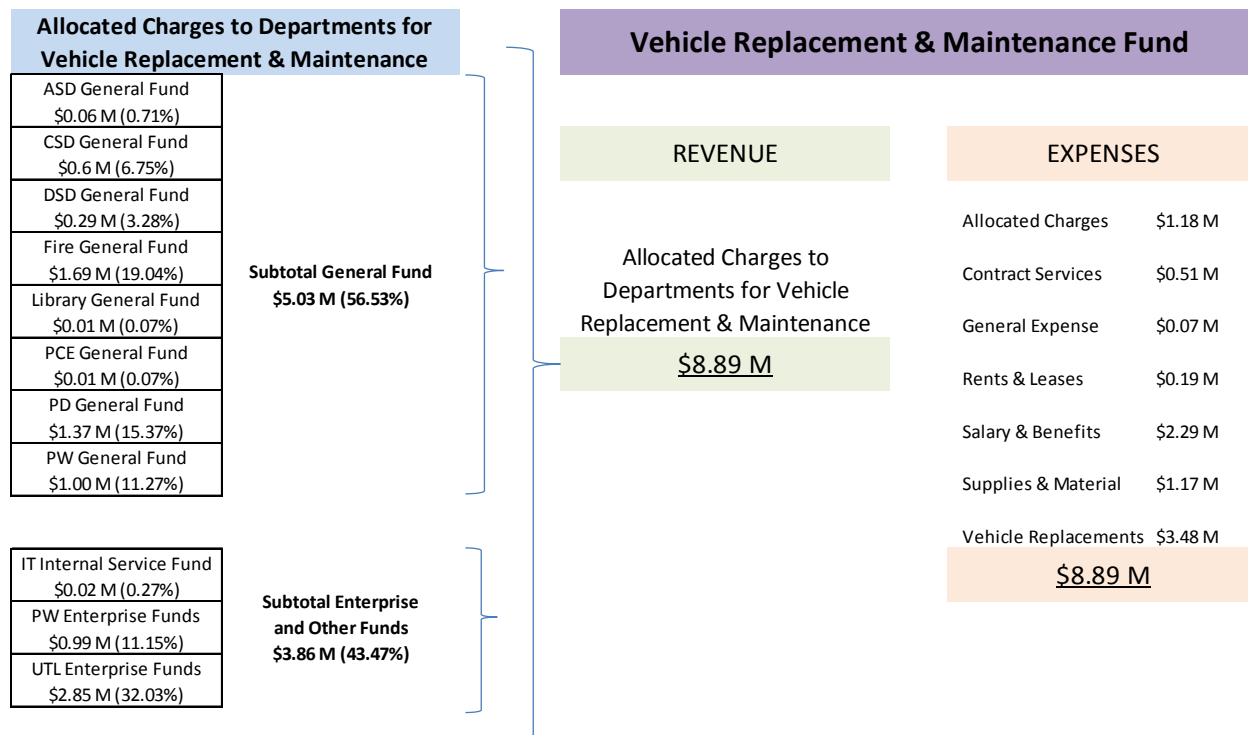 Allocated Charges to Departments for
Vehicle Replacement & Maintenance
ASD General Fund
$0.06 M (0.71%)
CSD General Fund
$0.6 M (6.75%)
DSD General Fund
$0.29 M (3.28%)
Fire General Fund
$1.69 M (19.04%)
Library General Fund
$0.01 M (0.07%)
PCE General Fund
$0.01 M (0.07%)
PD General Fund
$1.37 M (15.37%)
PW General Fund
$1.00 M (11.27%)
Subtotal General Fund
$5.03 M (56.53%)
IT Internal Service Fund
$0.02 M (0.27%)
PW Enterprise Funds
$0.99 M (11.15%)
UTL Enterprise Funds
$2.85 M (32.03%)
Subtotal Enterprise
and Other Funds
$3.86 M (43.47%)
Vehicle Replacement & Maintenance Fund
REVENUE
Allocated Charges to
Departments for Vehicle
Replacement & Maintenance
$8.89 M
EXPENSES
Allocated Charges $1.18 M
Contract Services $0.51 M
General Expense $0.07 M
Rents & Leases $0.19 M
Salary & Benefits $2.29 M
Supplies & Material $1.17 M
Vehicle Replacements $3.48 M
$8.89 M